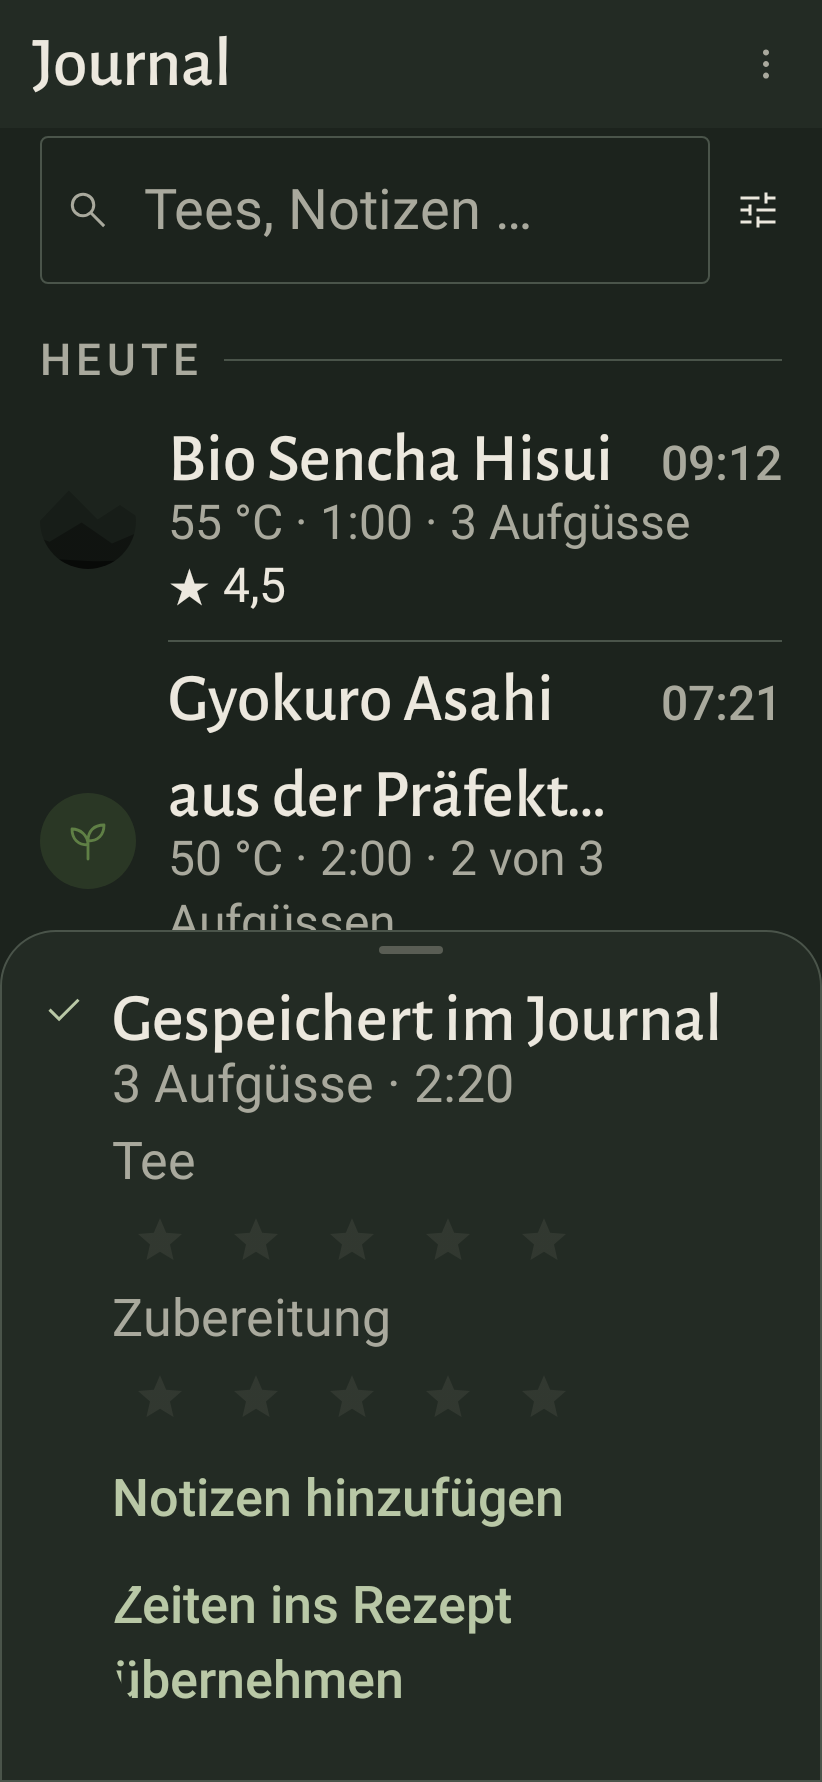 Journal
Tees, Notizen …
HEUTE
Bio Sencha Hisui 09:12
55 °C · 1:00 · 3 Aufgüsse
★ 4,5
Gyokuro Asahi 07:21
aus der Präfekt…
50 °C · 2:00 · 2 von 3
Aufgüssen
Gespeichert im Journal
3 Aufgüsse · 2:20
Tee
Zubereitung
Notizen hinzufügen
Zeiten ins Rezept
übernehmen